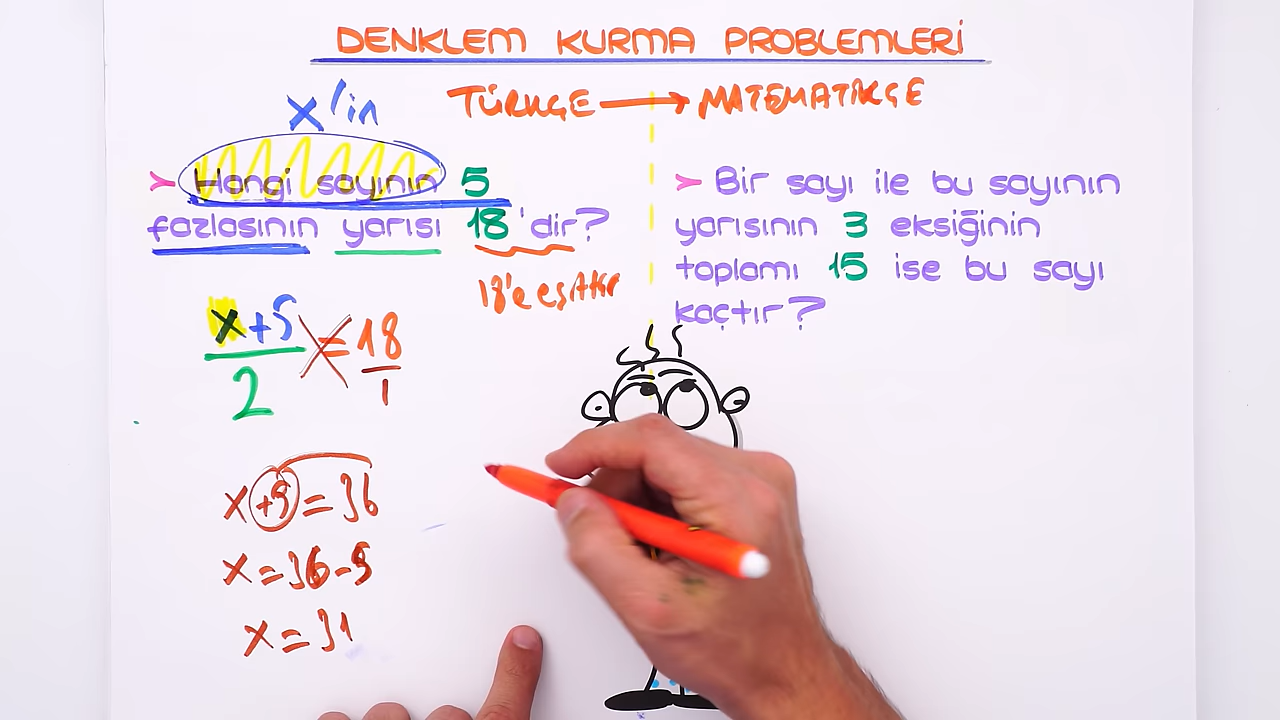 DENKLEM KURMA PROBLEMLERİ
TÜRKÇE → MATEMATİKÇE
x'in
➤ Hangi sayının 5
fazlasının yarısı 18'dir?
18'e eşittir
x+5 = 18
2 1
x+5=36
x=36-5
x=31
➤ Bir sayı ile bu sayının
yarısının 3 eksiğinin
toplamı 15 ise bu sayı
kaçtır?